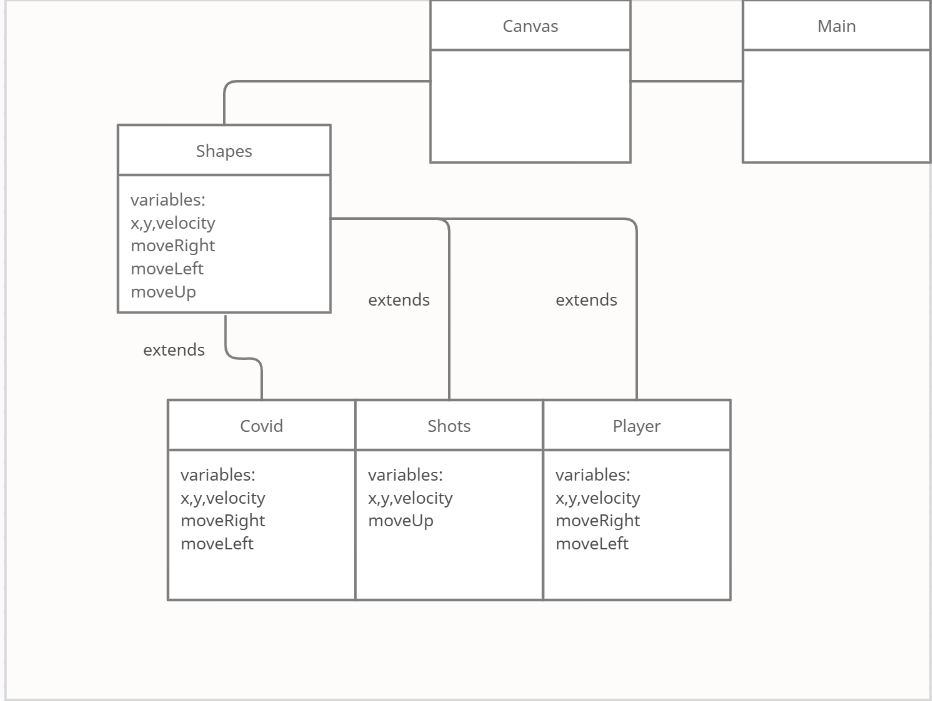 Canvas
Main
Shapes
variables:
x,y,velocity
moveRight
moveLeft
moveUp
extends
extends
extends
Covid
Shots
Player
variables:
x,y,velocity
moveRight
moveLeft
variables:
x,y,velocity
moveUp
variables:
x,y,velocity
moveRight
moveLeft